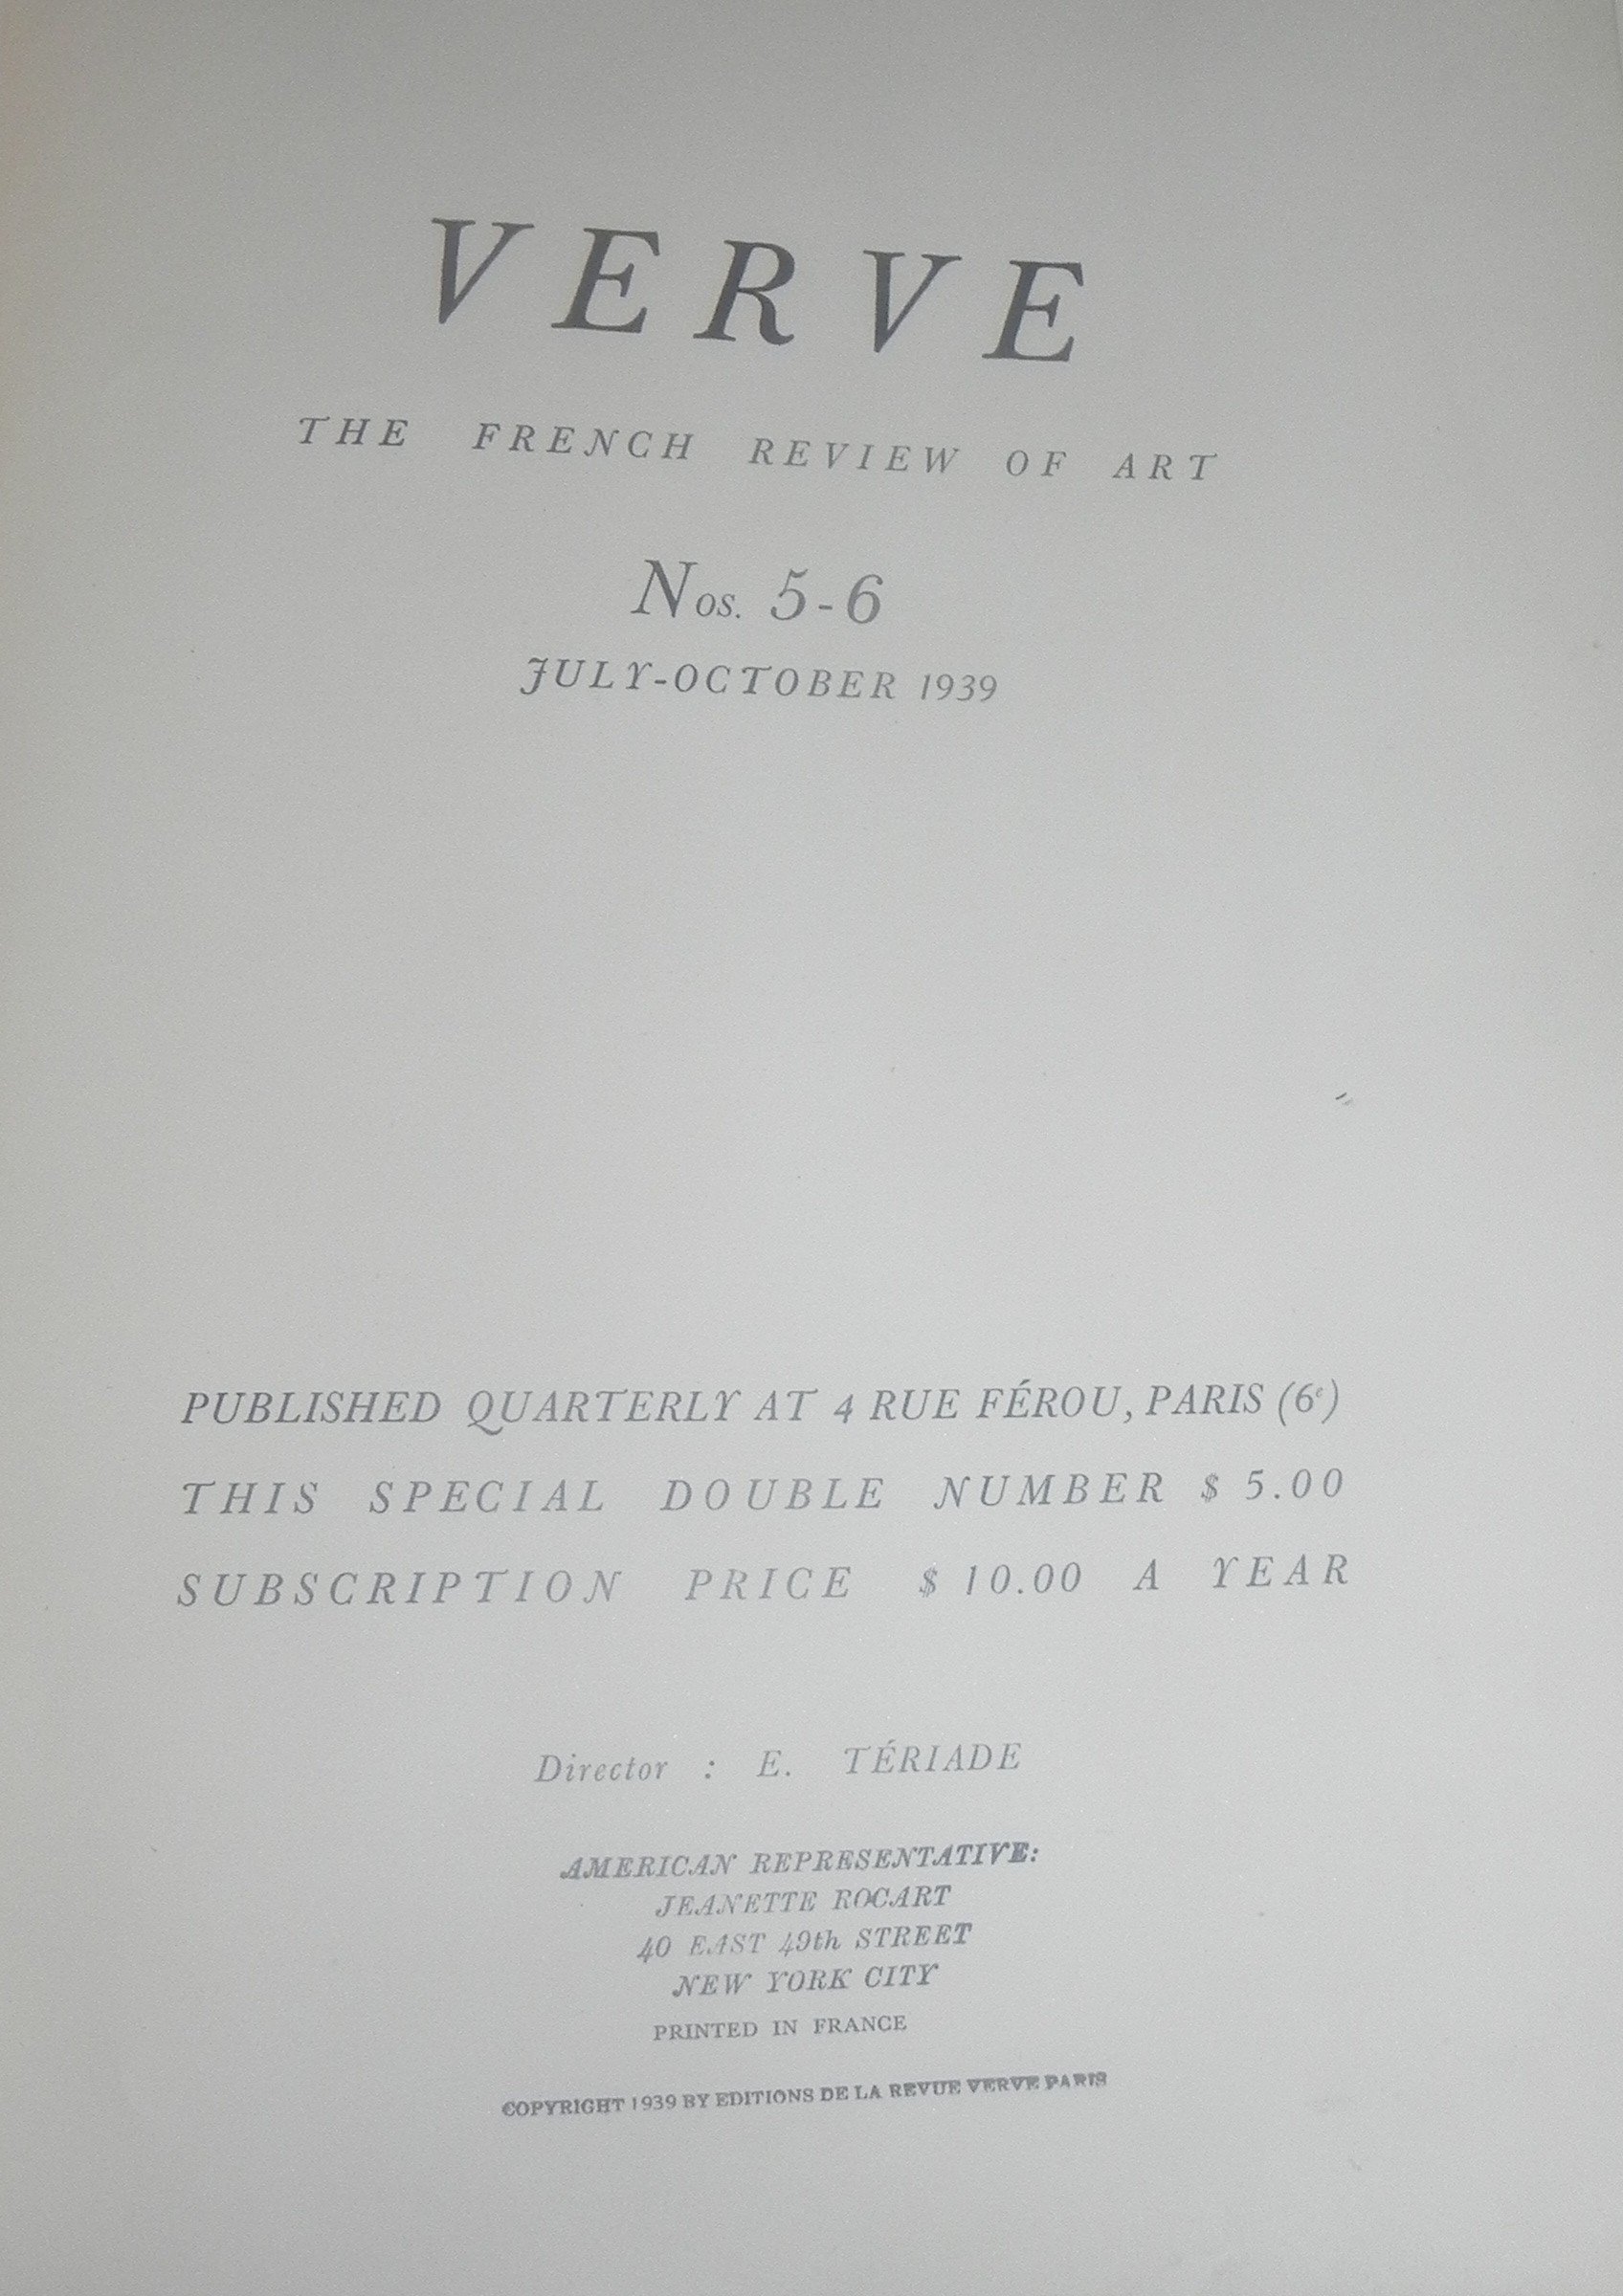 VERVE
THE FRENCH REVIEW OF ART
Nos. 5-6
JULY-OCTOBER 1939
PUBLISHED QUARTERLY AT 4 RUE FÉROU, PARIS (6e)
THIS SPECIAL DOUBLE NUMBER $ 5.00
SUBSCRIPTION PRICE $ 10.00 A YEAR
Director : E. TÉRIADE
AMERICAN REPRESENTATIVE:
JEANETTE ROCART
40 EAST 49th STREET
NEW YORK CITY
PRINTED IN FRANCE
COPYRIGHT 1939 BY EDITIONS DE LA REVUE VERVE PARIS